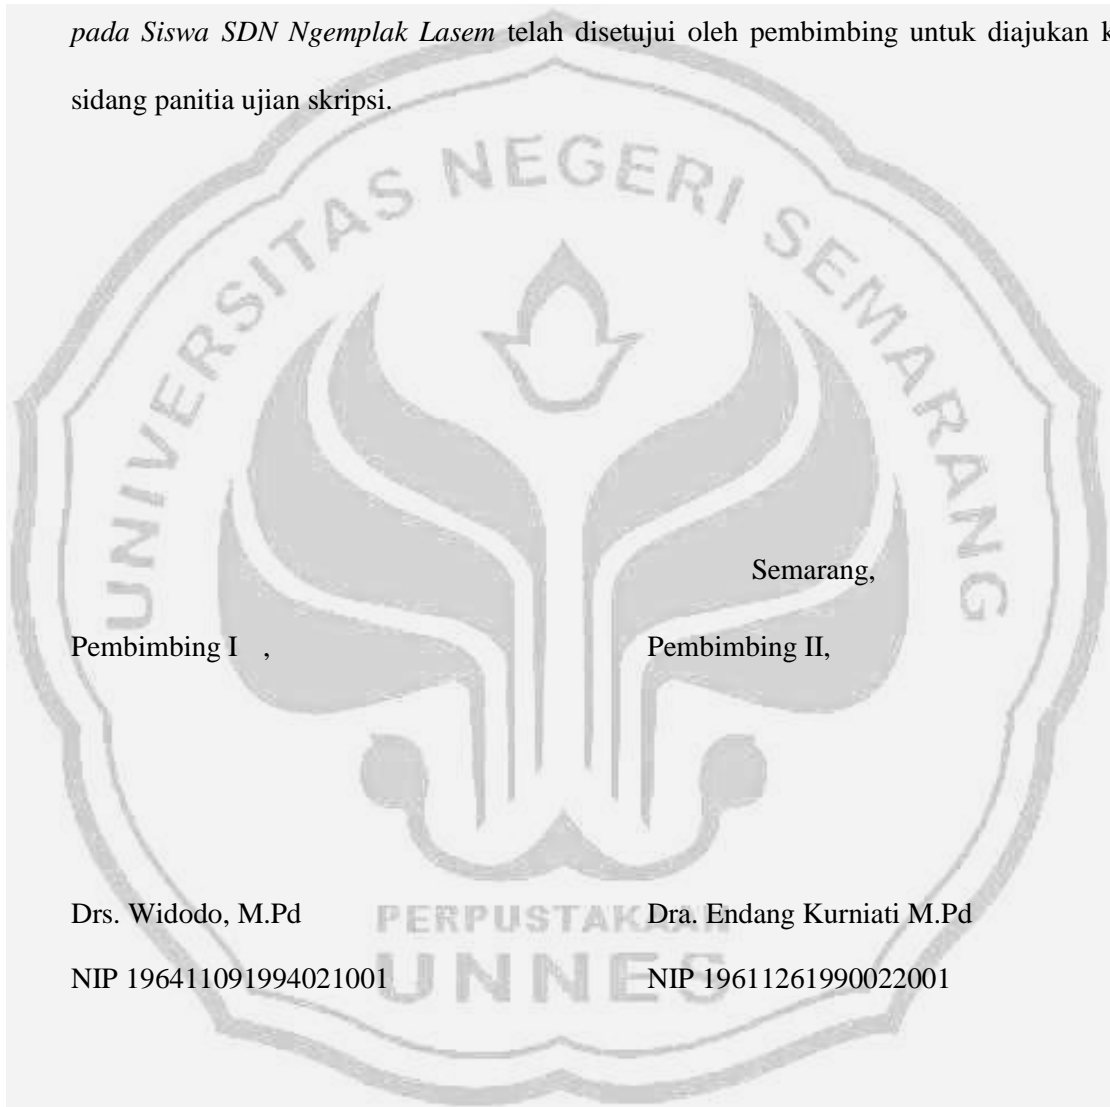 pada Siswa SDN Ngemplak Lasem telah disetujui oleh pembimbing untuk diajukan k
sidang panitia ujian skripsi.
UNIVERSITAS NEGERI SEMARANG
Semarang,
Pembimbing I , Pembimbing II,
Drs. Widodo, M.Pd Dra. Endang Kurniati M.Pd
PERPUSTAKAAN
NIP 196411091994021001 NIP 19611261990022001
UNNES